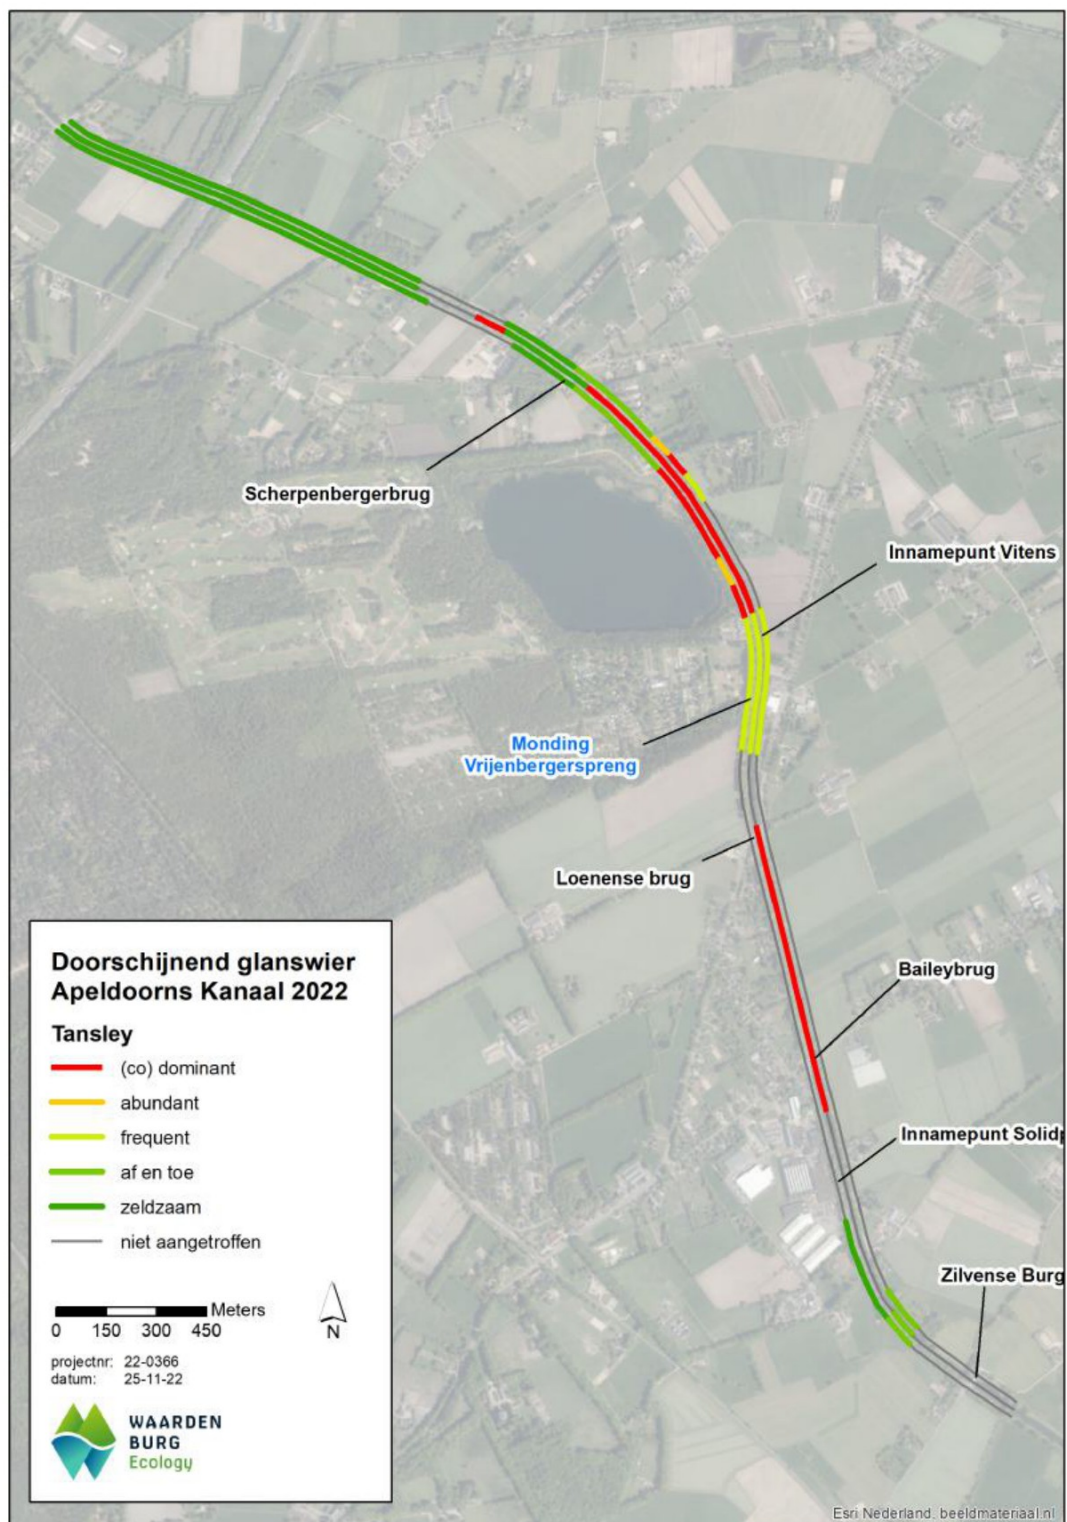 Scherpenbergerbrug
Innamepunt Vitens
Monding
Vrijenbergerspreng
Loenense brug
Baileybrug
Innamepunt Solidp
Zilvense Burg
Doorschijnend glanswier
Apeldoorns Kanaal 2022
Tansley
(co) dominant
abundant
frequent
af en toe
zeldzaam
niet aangetroffen
Meters
0 150 300 450
N
projectnr: 22-0366
datum: 25-11-22
WAARDEN
BURG
Ecology
Esri Nederland, beeldmateriaal.nl